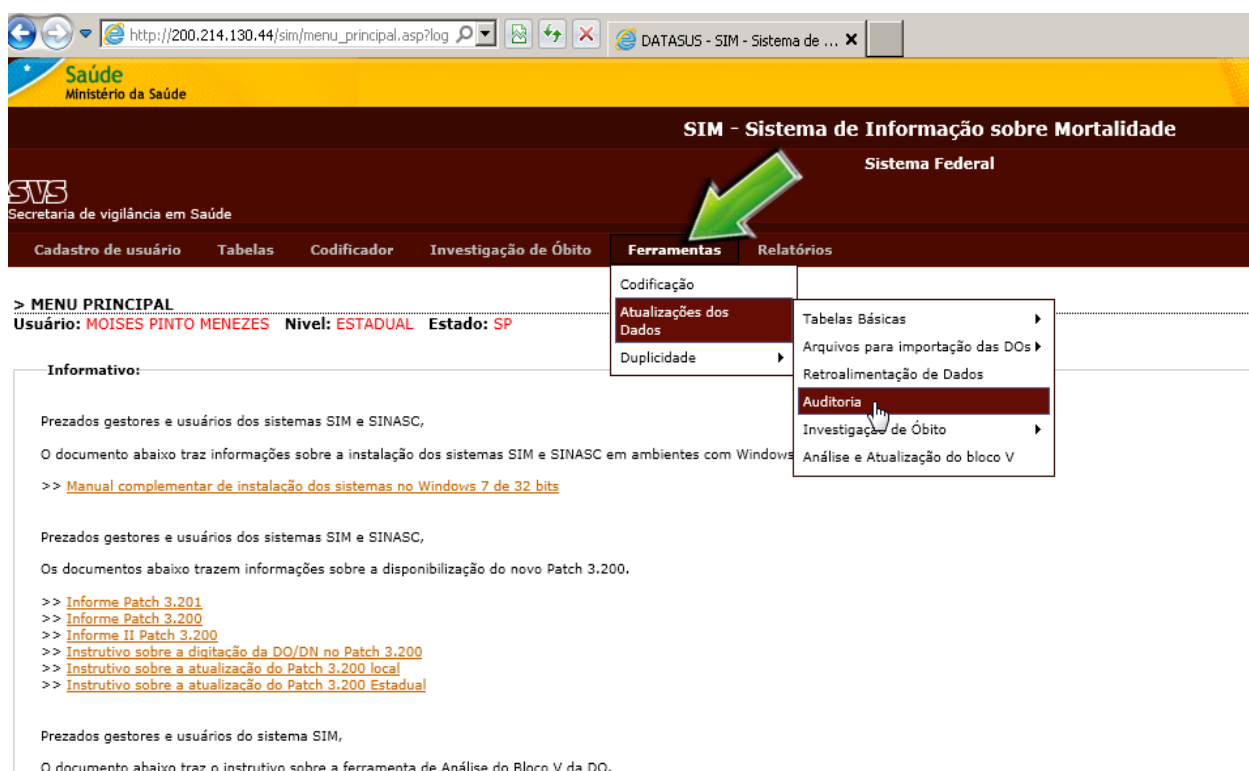 http://200.214.130.44/sim/menu_principal.asp?log
DATASUS - SIM - Sistema de ...
Saúde
Ministério da Saúde
SIM - Sistema de Informação sobre Mortalidade
Sistema Federal
SVS
Secretaria de vigilância em Saúde
Cadastro de usuário Tabelas Codificador Investigação de Óbito Ferramentas Relatórios
Codificação
Atualizações dos
Dados
Duplicidade
Tabelas Básicas
Arquivos para importação das DOs
Retroalimentação de Dados
Auditoria
Investigação de Óbito
Análise e Atualização do bloco V
> MENU PRINCIPAL
Usuário: MOISES PINTO MENEZES Nivel: ESTADUAL Estado: SP
Informativo:
Prezados gestores e usuários dos sistemas SIM e SINASC,
O documento abaixo traz informações sobre a instalação dos sistemas SIM e SINASC em ambientes com Windows
>> Manual complementar de instalação dos sistemas no Windows 7 de 32 bits
Prezados gestores e usuários dos sistemas SIM e SINASC,
Os documentos abaixo trazem informações sobre a disponibilização do novo Patch 3.200.
>> Informe Patch 3.201
>> Informe Patch 3.200
>> Informe II Patch 3.200
>> Instrutivo sobre a digitação da DO/DN no Patch 3.200
>> Instrutivo sobre a atualização do Patch 3.200 local
>> Instrutivo sobre a atualização do Patch 3.200 Estadual
Prezados gestores e usuários do sistema SIM,
O documento abaixo traz o instrutivo sobre a ferramenta de Análise do Bloco V da DO.